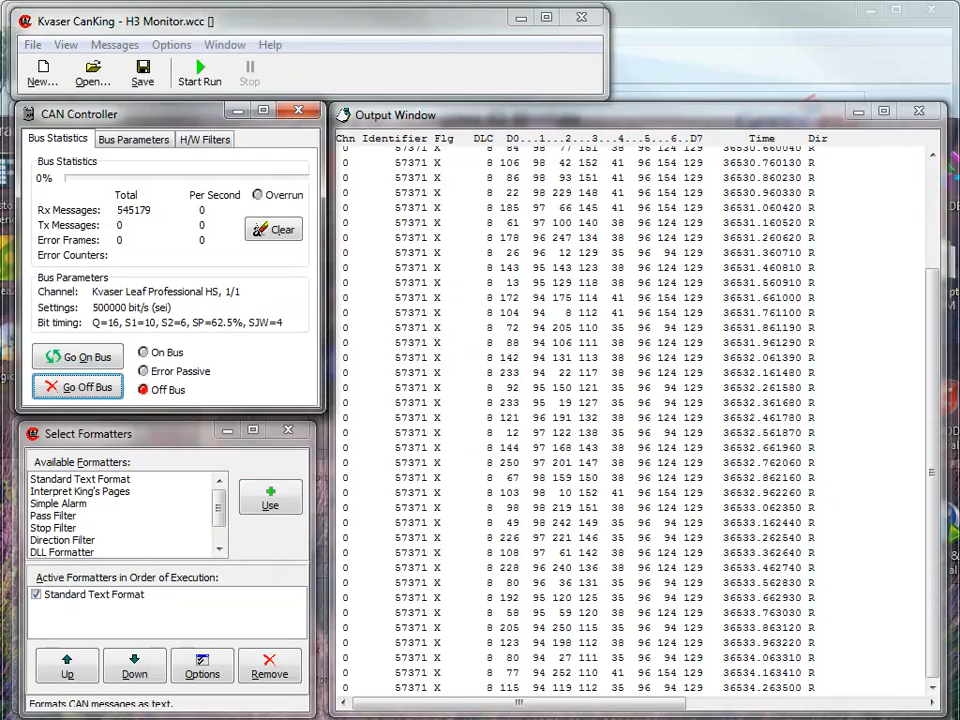 Kvaser CanKing - H3 Monitor.wcc []
File View Messages Options Window Help
New... Open... Save Start Run Stop
CAN Controller
Bus Statistics Bus Parameters H/W Filters
Bus Statistics
0%
Total Per Second Overrun
Rx Messages: 545179 0
Tx Messages: 0 0
Error Frames: 0 0
Error Counters:
Clear
Bus Parameters
Channel: Kvaser Leaf Professional HS, 1/1
Settings: 500000 bit/s (sei)
Bit timing: Q=16, S1=10, S2=6, SP=62.5%, SJW=4
Go On Bus On Bus
Error Passive
Go Off Bus Off Bus
Select Formatters
Available Formatters:
Standard Text Format
Interpret King's Pages
Simple Alarm
Pass Filter
Stop Filter
Direction Filter
DLL Formatter
Use
Active Formatters in Order of Execution:
Standard Text Format
Up Down Options Remove
Formats CAN messages as text.
Output Window
Chn Identifier Flg DLC D0...1...2...3...4...5...6..D7 Time Dir
0 57371 X 8 84 98 77 151 38 96 124 129 36530.660040 R
0 57371 X 8 106 98 42 152 41 96 154 129 36530.760130 R
0 57371 X 8 86 98 93 151 41 96 154 129 36530.860230 R
0 57371 X 8 22 98 229 148 41 96 154 129 36530.960330 R
0 57371 X 8 185 97 66 145 41 96 154 129 36531.060420 R
0 57371 X 8 61 97 100 140 38 96 124 129 36531.160520 R
0 57371 X 8 178 96 247 134 38 96 124 129 36531.260620 R
0 57371 X 8 26 96 12 129 35 96 94 129 36531.360710 R
0 57371 X 8 143 95 143 123 38 96 124 129 36531.460810 R
0 57371 X 8 13 95 129 118 38 96 124 129 36531.560910 R
0 57371 X 8 172 94 175 114 41 96 154 129 36531.661000 R
0 57371 X 8 104 94 8 112 41 96 154 129 36531.761100 R
0 57371 X 8 72 94 205 110 35 96 94 129 36531.861190 R
0 57371 X 8 88 94 106 111 35 96 94 129 36531.961290 R
0 57371 X 8 142 94 131 113 38 96 124 129 36532.061390 R
0 57371 X 8 233 94 22 117 38 96 124 129 36532.161480 R
0 57371 X 8 92 95 150 121 35 96 94 129 36532.261580 R
0 57371 X 8 233 95 19 127 35 96 94 129 36532.361680 R
0 57371 X 8 121 96 191 132 38 96 124 129 36532.461780 R
0 57371 X 8 12 97 122 138 35 96 94 129 36532.561870 R
0 57371 X 8 144 97 168 143 38 96 124 129 36532.661960 R
0 57371 X 8 250 97 201 147 38 96 124 129 36532.762060 R
0 57371 X 8 67 98 159 150 38 96 124 129 36532.862160 R
0 57371 X 8 103 98 10 152 41 96 154 129 36532.962260 R
0 57371 X 8 98 98 219 151 35 96 94 129 36533.062350 R
0 57371 X 8 49 98 242 149 35 96 94 129 36533.162440 R
0 57371 X 8 226 97 221 146 35 96 94 129 36533.262540 R
0 57371 X 8 108 97 61 142 38 96 124 129 36533.362640 R
0 57371 X 8 228 96 240 136 38 96 124 129 36533.462740 R
0 57371 X 8 80 96 36 131 35 96 94 129 36533.562830 R
0 57371 X 8 192 95 120 125 35 96 94 129 36533.662930 R
0 57371 X 8 58 95 59 120 38 96 124 129 36533.763030 R
0 57371 X 8 205 94 250 115 35 96 94 129 36533.863120 R
0 57371 X 8 123 94 198 112 38 96 124 129 36533.963220 R
0 57371 X 8 80 94 27 111 35 96 94 129 36534.063310 R
0 57371 X 8 77 94 252 110 41 96 154 129 36534.163410 R
0 57371 X 8 115 94 119 112 35 96 94 129 36534.263500 R